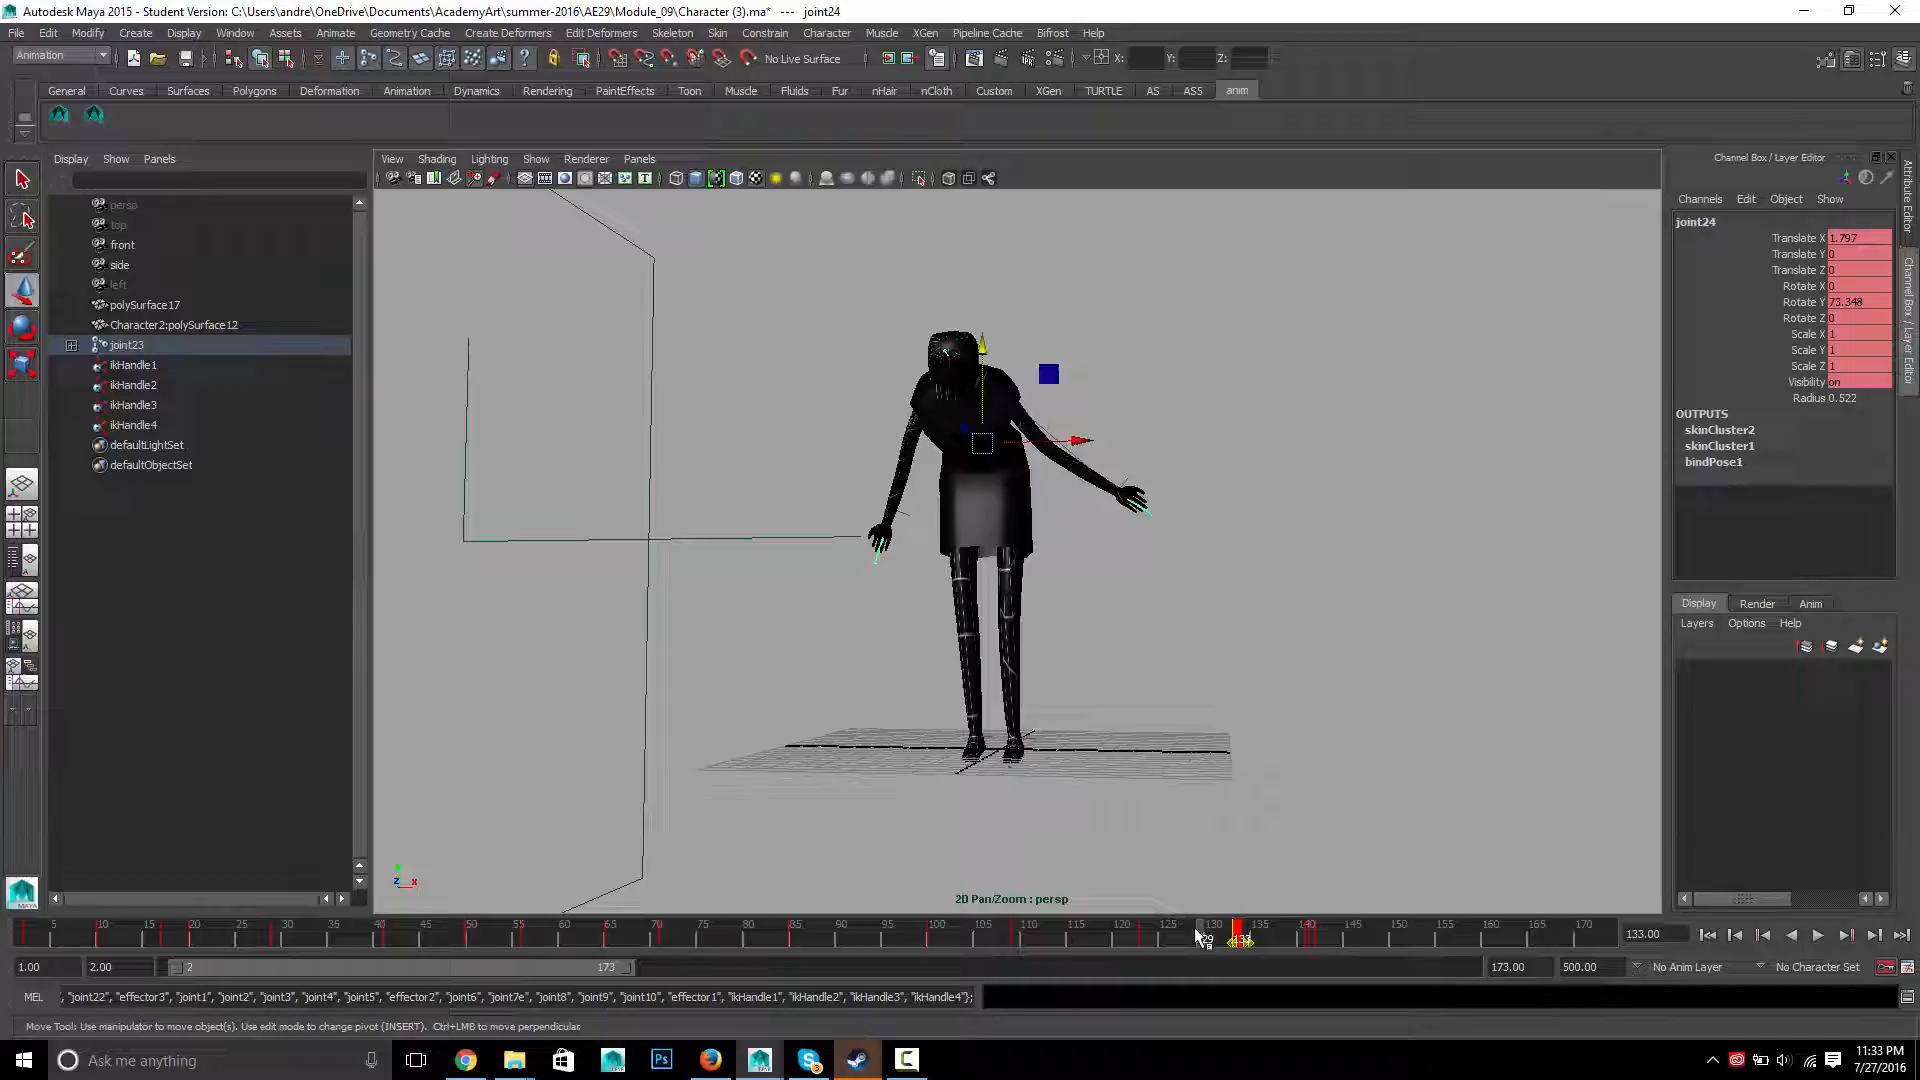 Autodesk Maya 2015 - Student Version: C:\Users\andre\OneDrive\Documents\AcademyArt\summer-2016\AE29\Module_09\Character (3).ma* --- joint24
File Edit Modify Create Display Window Assets Animate Geometry Cache Create Deformers Edit Deformers Skeleton Skin Constrain Character Muscle XGen Pipeline Cache Bifrost Help
Animation No Live Surface X: Y: Z:
General Curves Surfaces Polygons Deformation Animation Dynamics Rendering PaintEffects Toon Muscle Fluids Fur nHair nCloth Custom XGen TURTLE AS ASS anim
Display Show Panels
View Shading Lighting Show Renderer Panels
Channel Box / Layer Editor
Channels Edit Object Show
Attribute Editor
Channel Box / Layer Editor
persp
top
front
side
left
polySurface17
Character2:polySurface12
joint23
ikHandle1
ikHandle2
ikHandle3
ikHandle4
defaultLightSet
defaultObjectSet
joint24
Translate X 1.797
Translate Y 0
Translate Z 0
Rotate X 0
Rotate Y 73.348
Rotate Z 0
Scale X 1
Scale Y 1
Scale Z 1
Visibility on
Radius 0.522
OUTPUTS
skinCluster2
skinCluster1
bindPose1
Display Render Anim
Layers Options Help
Z X
2D Pan/Zoom : persp
MAYA
5 10 15 20 25 30 35 40 45 50 55 60 65 70 75 80 85 90 95 100 105 110 115 120 125 130 135 140 145 150 155 160 165 170
133
133.00
1.00 2.00 2 173 173.00 500.00 No Anim Layer No Character Set
MEL , "joint22", "effector3", "joint1", "joint2", "joint3", "joint4", "joint5", "effector2", "joint6", "joint7e", "joint8", "joint9", "joint10", "effector1", "ikHandle1", "ikHandle2", "ikHandle3", "ikHandle4"};
Move Tool: Use manipulator to move object(s). Use edit mode to change pivot (INSERT). Ctrl+LMB to move perpendicular.
Ask me anything
Ps
3
11:33 PM
7/27/2016